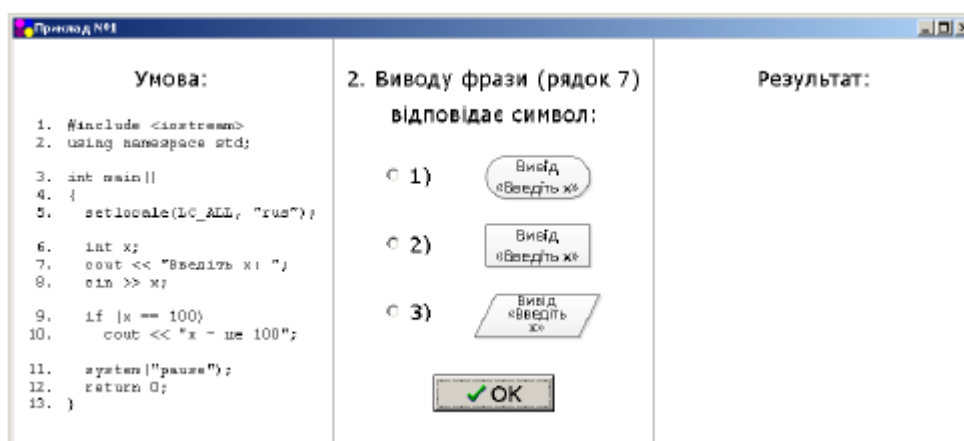 Приклад №1
Умова:
1. #include <iostream>
2. using namespace std;
3. int main()
4. {
5. setlocale(LC_ALL, "rus");
6. int x;
7. cout << "Введіть x: ";
8. cin >> x;
9. if (x == 100)
10. cout << "x - це 100";
11. system("pause");
12. return 0;
13. }
2. Виводу фрази (рядок 7)
відповідає символ:
1) Вивід
«Введіть x»
2) Вивід
«Введіть x»
3) Вивід
«Введіть
x»
OK
Результат: